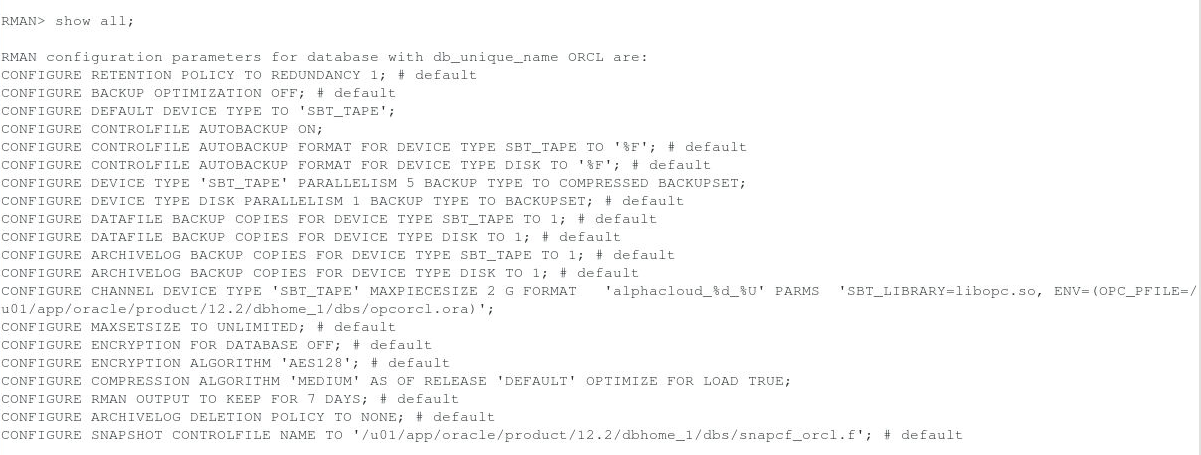 RMAN> show all;
RMAN configuration parameters for database with db_unique_name ORCL are:
CONFIGURE RETENTION POLICY TO REDUNDANCY 1; # default
CONFIGURE BACKUP OPTIMIZATION OFF; # default
CONFIGURE DEFAULT DEVICE TYPE TO 'SBT_TAPE';
CONFIGURE CONTROLFILE AUTOBACKUP ON;
CONFIGURE CONTROLFILE AUTOBACKUP FORMAT FOR DEVICE TYPE SBT_TAPE TO '%F'; # default
CONFIGURE CONTROLFILE AUTOBACKUP FORMAT FOR DEVICE TYPE DISK TO '%F'; # default
CONFIGURE DEVICE TYPE 'SBT_TAPE' PARALLELISM 5 BACKUP TYPE TO COMPRESSED BACKUPSET;
CONFIGURE DEVICE TYPE DISK PARALLELISM 1 BACKUP TYPE TO BACKUPSET; # default
CONFIGURE DATAFILE BACKUP COPIES FOR DEVICE TYPE SBT_TAPE TO 1; # default
CONFIGURE DATAFILE BACKUP COPIES FOR DEVICE TYPE DISK TO 1; # default
CONFIGURE ARCHIVELOG BACKUP COPIES FOR DEVICE TYPE SBT_TAPE TO 1; # default
CONFIGURE ARCHIVELOG BACKUP COPIES FOR DEVICE TYPE DISK TO 1; # default
CONFIGURE CHANNEL DEVICE TYPE 'SBT_TAPE' MAXPIECESIZE 2 G FORMAT   'alphacloud_%d_%U' PARMS  'SBT_LIBRARY=libopc.so, ENV=(OPC_PFILE=/
u01/app/oracle/product/12.2/dbhome_1/dbs/opcorcl.ora)';
CONFIGURE MAXSETSIZE TO UNLIMITED; # default
CONFIGURE ENCRYPTION FOR DATABASE OFF; # default
CONFIGURE ENCRYPTION ALGORITHM 'AES128'; # default
CONFIGURE COMPRESSION ALGORITHM 'MEDIUM' AS OF RELEASE 'DEFAULT' OPTIMIZE FOR LOAD TRUE;
CONFIGURE RMAN OUTPUT TO KEEP FOR 7 DAYS; # default
CONFIGURE ARCHIVELOG DELETION POLICY TO NONE; # default
CONFIGURE SNAPSHOT CONTROLFILE NAME TO '/u01/app/oracle/product/12.2/dbhome_1/dbs/snapcf_orcl.f'; # default